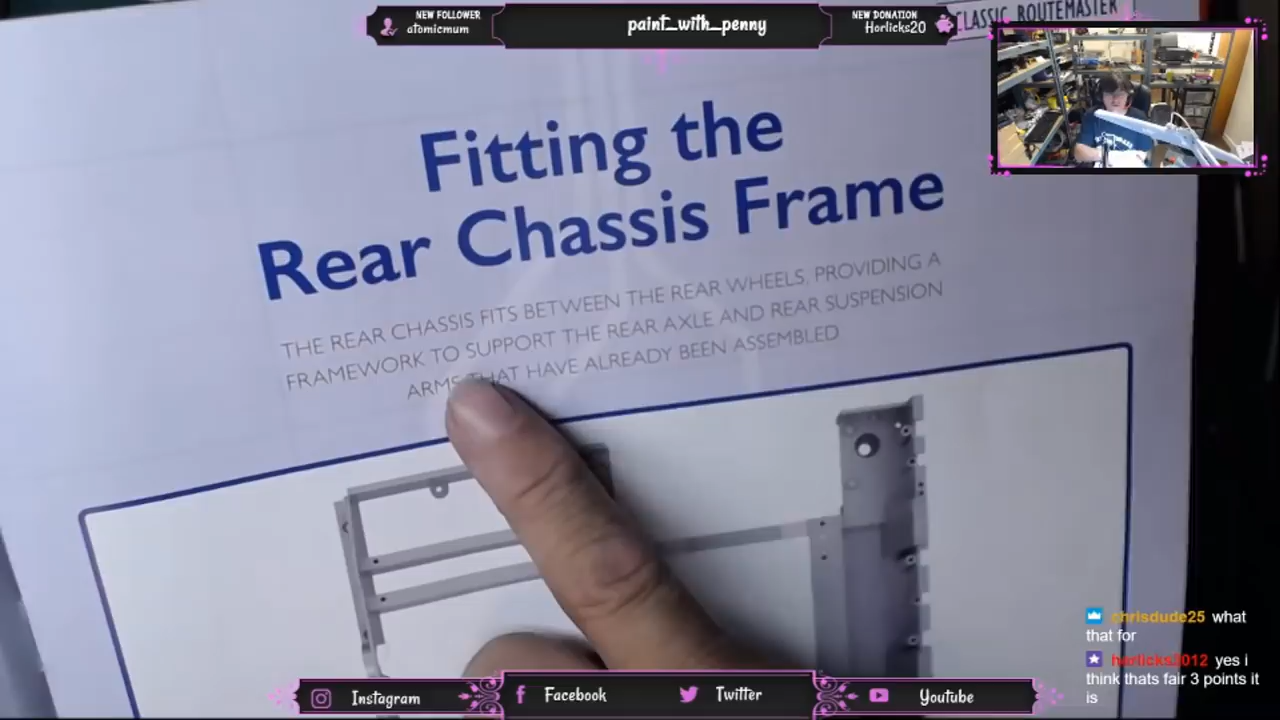 NEW FOLLOWER
atomicmum
paint_with_penny
NEW DONATION
Horlicks20
CLASSIC ROUTEMASTER
Fitting the
Rear Chassis Frame
THE REAR CHASSIS FITS BETWEEN THE REAR WHEELS, PROVIDING A
FRAMEWORK TO SUPPORT THE REAR AXLE AND REAR SUSPENSION
ARMS THAT HAVE ALREADY BEEN ASSEMBLED
chrisdude25 what
that for
horlicks2012 yes i
think thats fair 3 points it
is
Instagram
Facebook
Twitter
Youtube